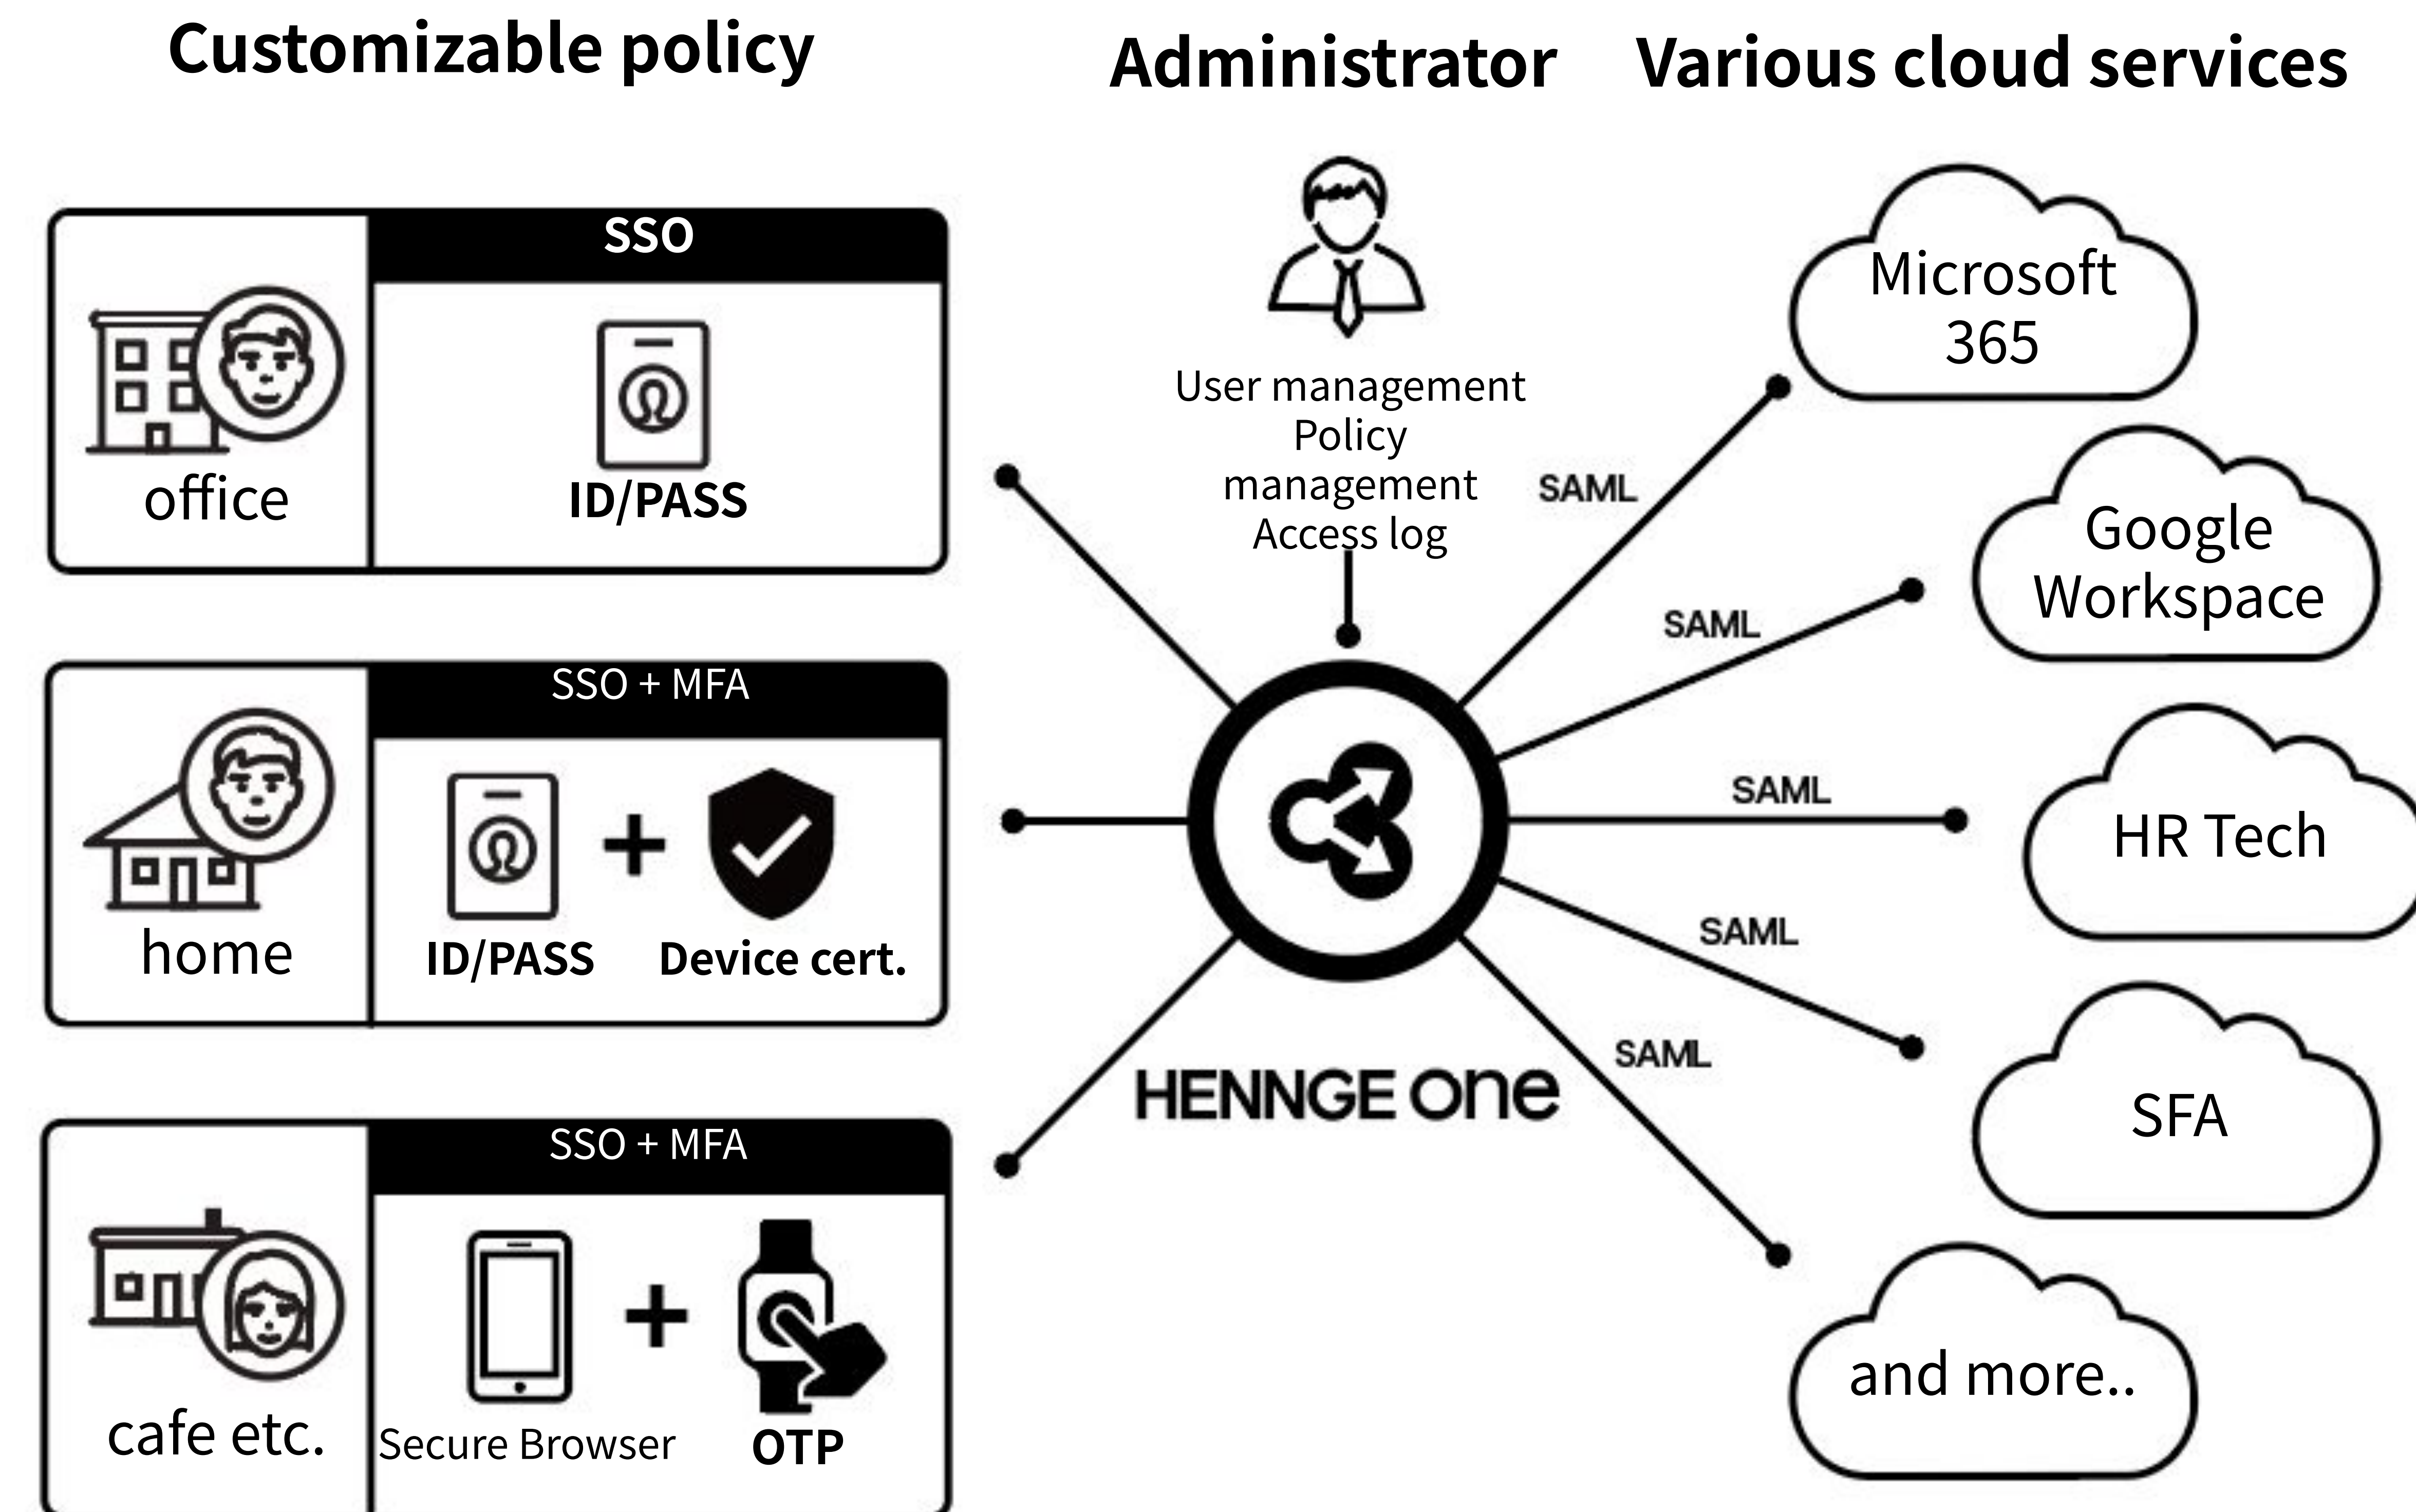 Customizable policy
Administrator
Various cloud services
SSO
office
ID/PASS
SSO + MFA
home
ID/PASS
Device cert.
SSO + MFA
cafe etc.
Secure Browser
OTP
User management
Policy
management
Access log
HENNGE one
SAML
SAML
SAML
SAML
SAML
Microsoft
365
Google
Workspace
HR Tech
SFA
and more..